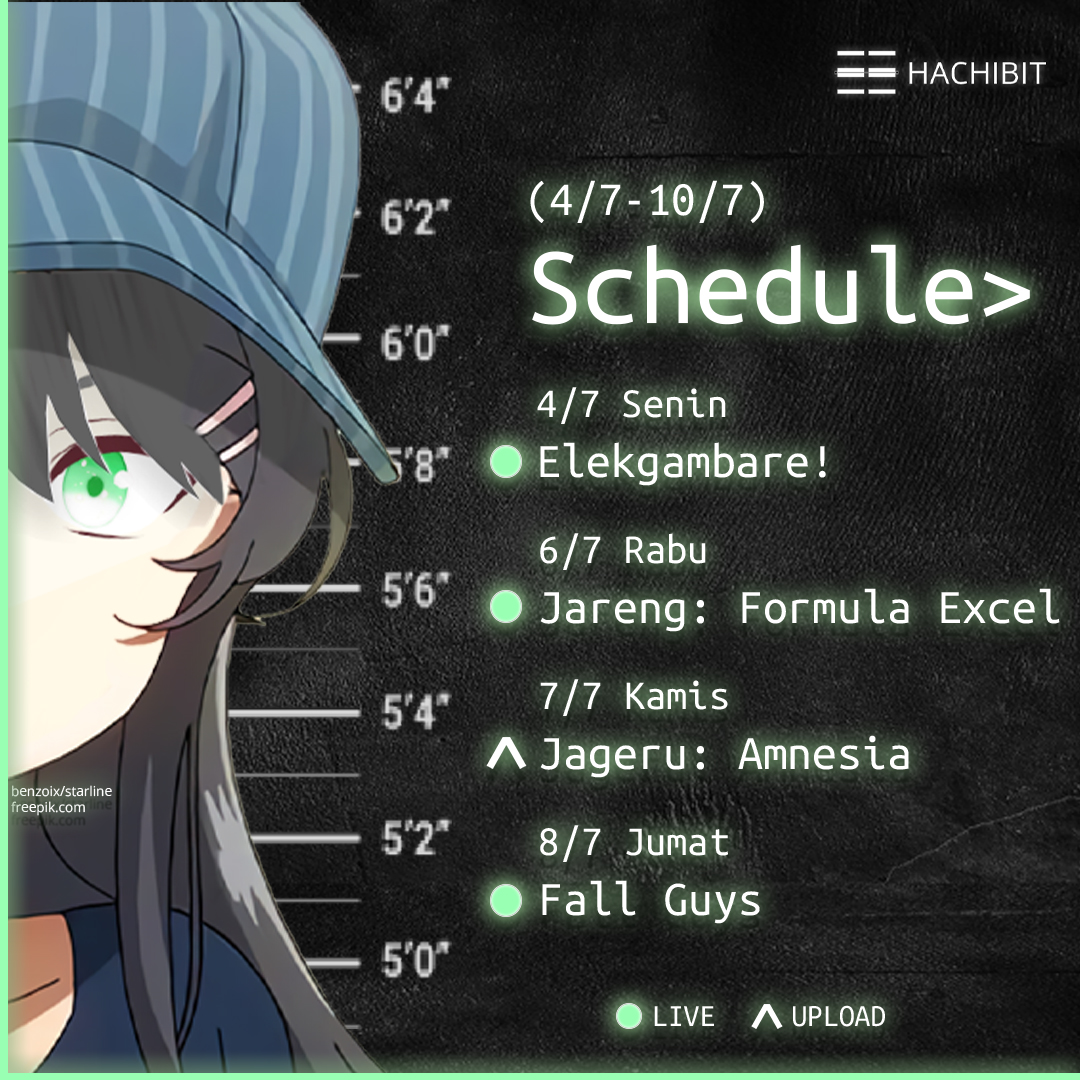 HACHIBIT
(4/7-10/7)
Schedule>
4/7 Senin
Elekgambare!
6/7 Rabu
Jareng: Formula Excel
7/7 Kamis
Jageru: Amnesia
8/7 Jumat
Fall Guys
LIVE UPLOAD
6'4"
6'2"
6'0"
5'8"
5'6"
5'4"
5'2"
5'0"
benzoix/starline
freepik.com